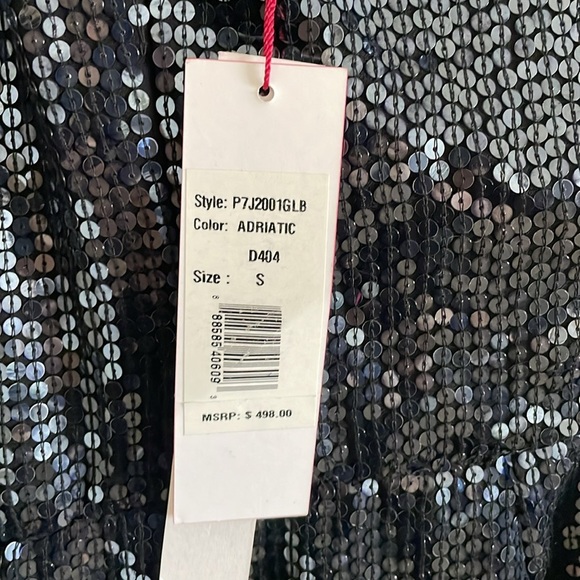 Style: P7J2001GLB
Color: ADRIATIC
D404
Size : S
MSRP: $ 498.00